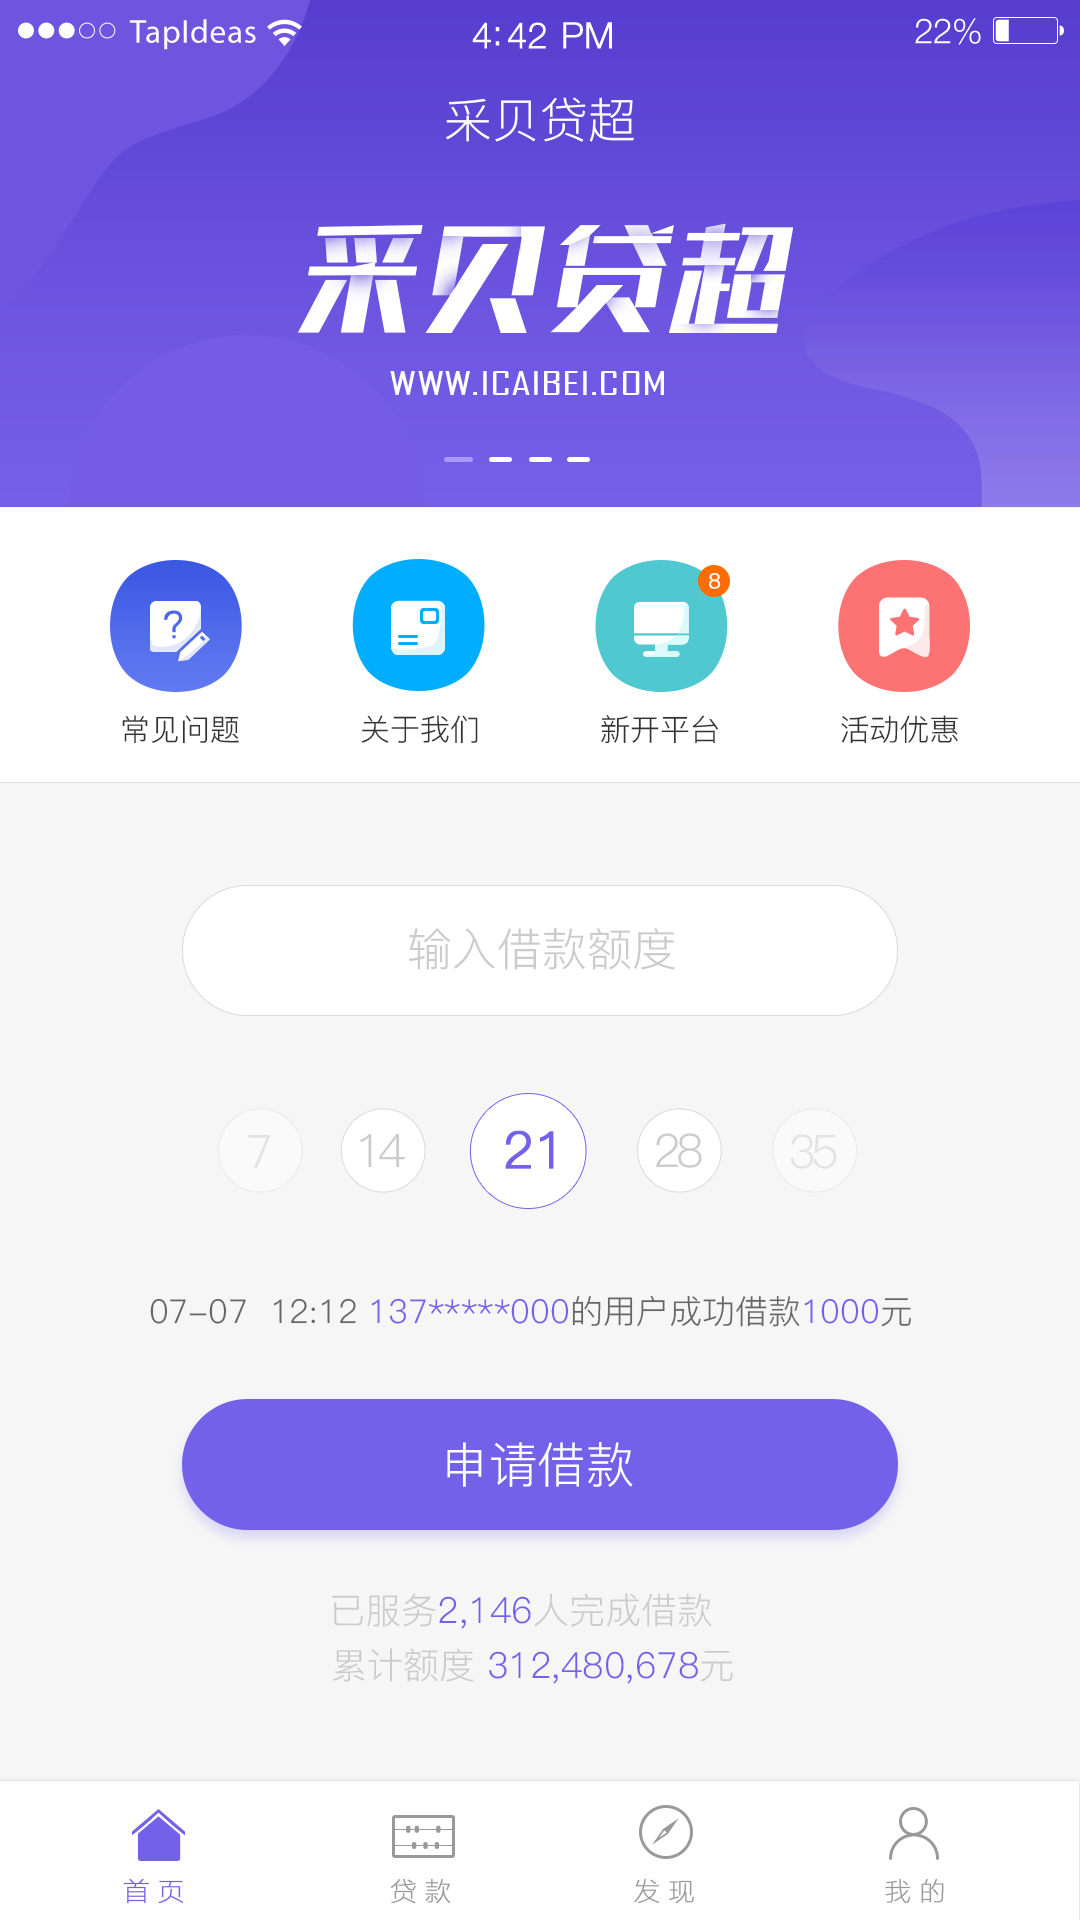 TapIdeas 4:42 PM 22%
采贝贷超
采贝贷超
WWW.ICAIBEI.COM
8
常见问题 关于我们 新开平台 活动优惠
输入借款额度
7 14 21 28 35
07-07 12:12 137*****000的用户成功借款1000元
申请借款
已服务2,146人完成借款
累计额度 312,480,678元
首页 贷款 发现 我的